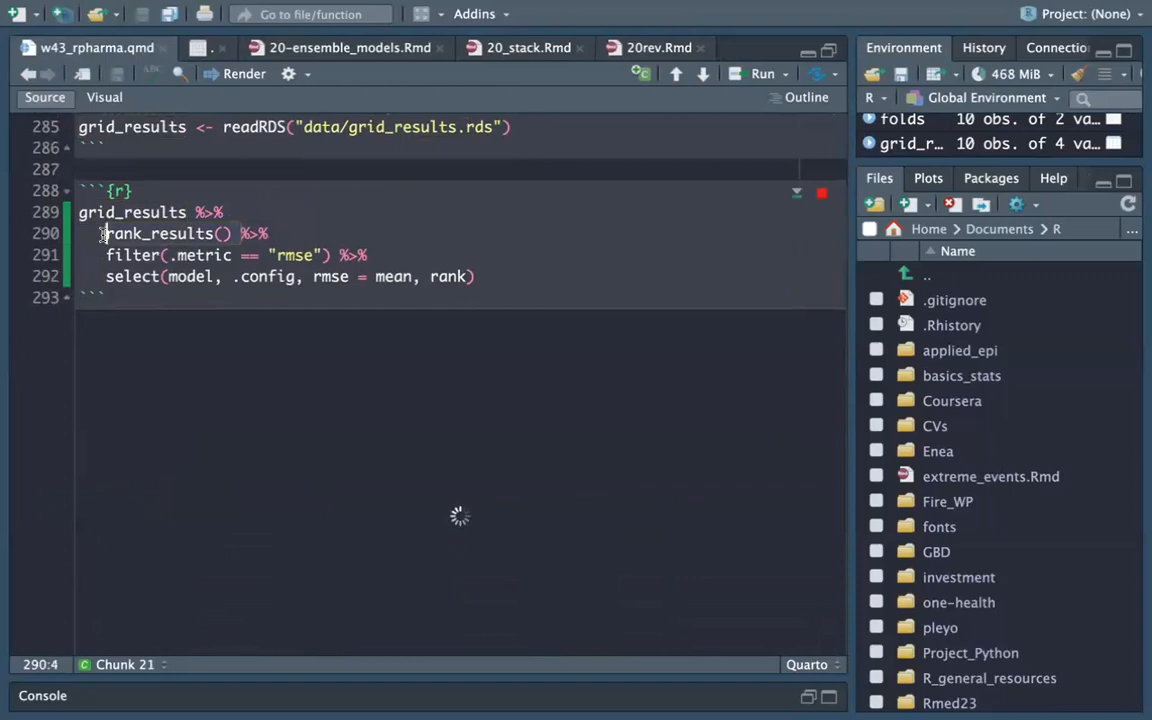 Go to file/function
Addins
Project: (None)
w43_rpharma.qmd
.
20-ensemble_models.Rmd
20_stack.Rmd
20rev.Rmd
Environment
History
Connectio
ABC
Render
Run
468 MiB
Source
Visual
Outline
R
Global Environment
285 grid_results <- readRDS("data/grid_results.rds")
286 ```
287
288 ```{r}
289 grid_results %>%
290 rank_results() %>%
291 filter(.metric == "rmse") %>%
292 select(model, .config, rmse = mean, rank)
293 ```
folds 10 obs. of 2 va…
grid_r… 10 obs. of 4 va…
Files
Plots
Packages
Help
Home
Documents
R
...
Name
..
.gitignore
.Rhistory
applied_epi
basics_stats
Coursera
CVs
Enea
extreme_events.Rmd
Fire_WP
fonts
GBD
investment
one-health
pleyo
Project_Python
R_general_resources
Rmed23
290:4
Chunk 21
Quarto
Console